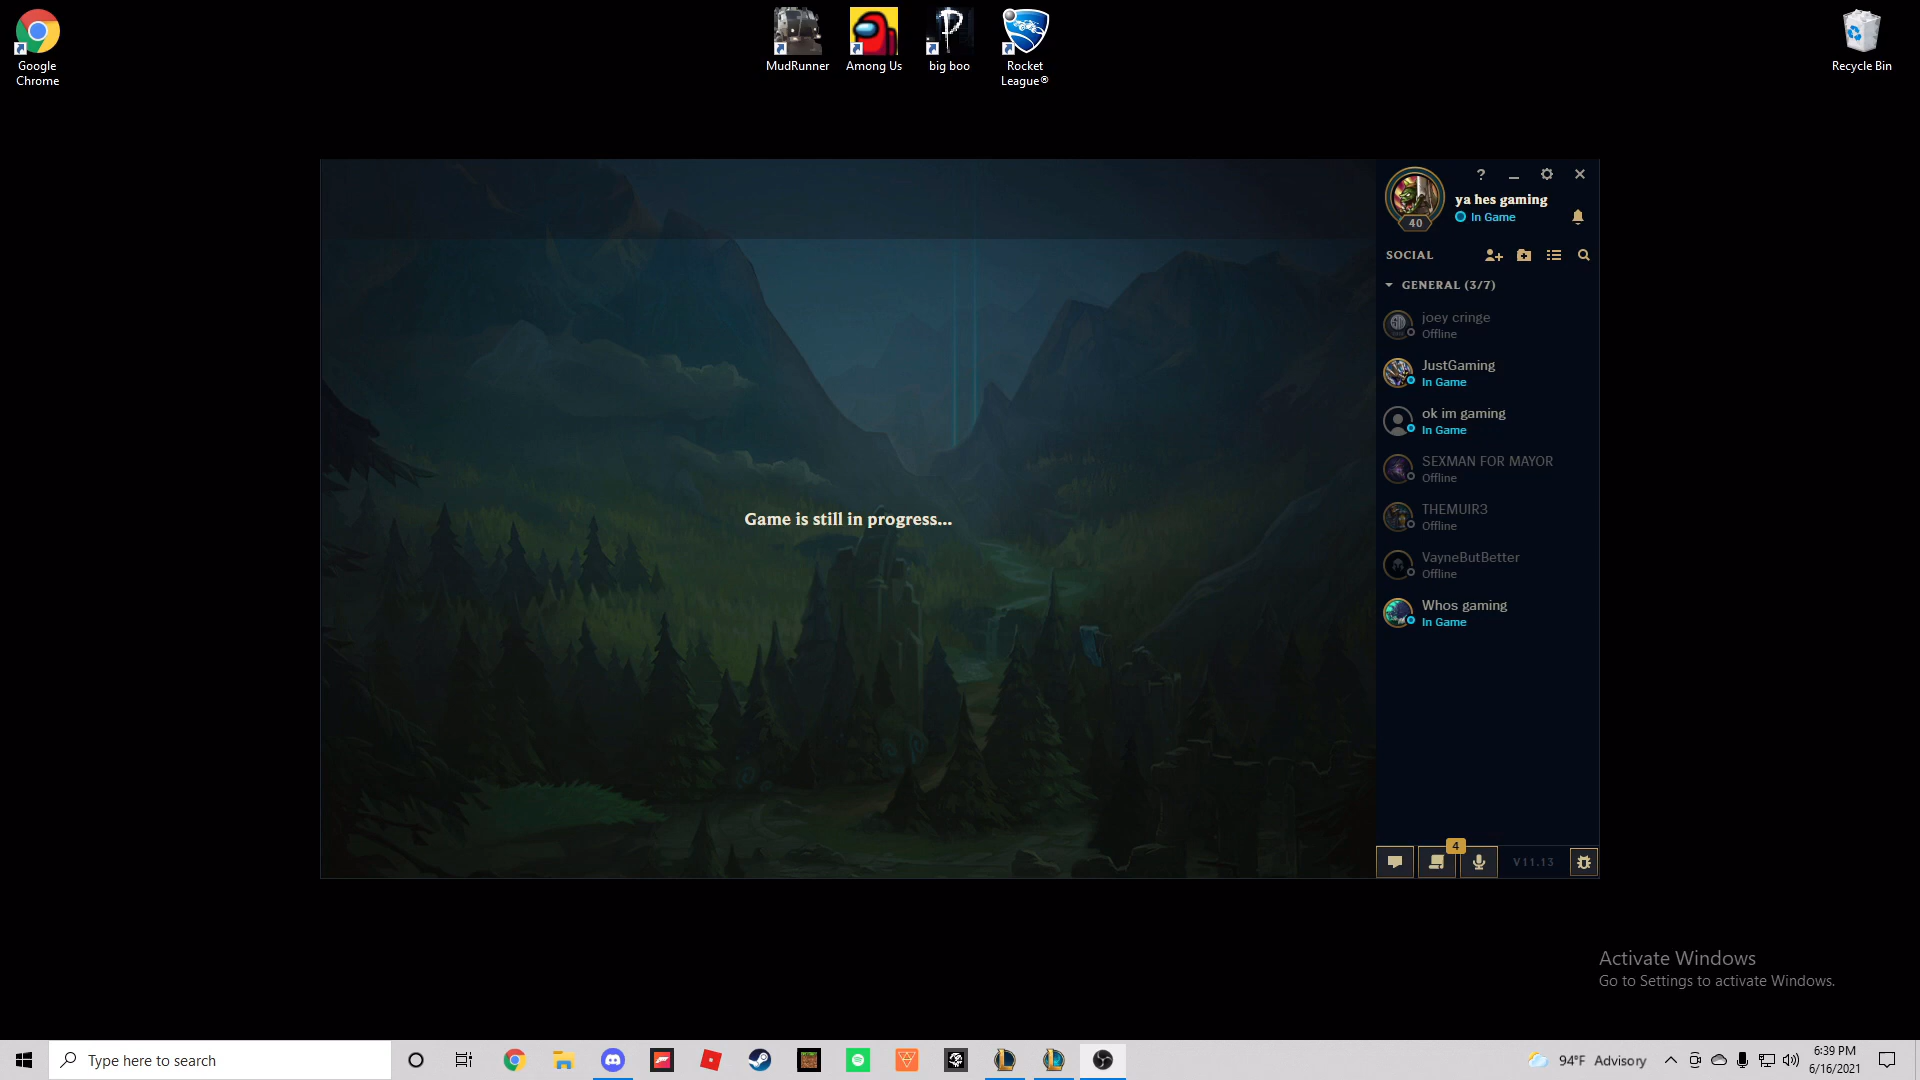 Google
Chrome
MudRunner
Among Us
big boo
Rocket
League®
Recycle Bin
?
ya hes gaming
In Game
40
SOCIAL
GENERAL (3/7)
joey cringe
Offline
JustGaming
In Game
ok im gaming
In Game
SEXMAN FOR MAYOR
Offline
THEMUIR3
Offline
VayneButBetter
Offline
Whos gaming
In Game
Game is still in progress...
4
V11.13
Activate Windows
Go to Settings to activate Windows.
Type here to search
94°F Advisory
6:39 PM
6/16/2021